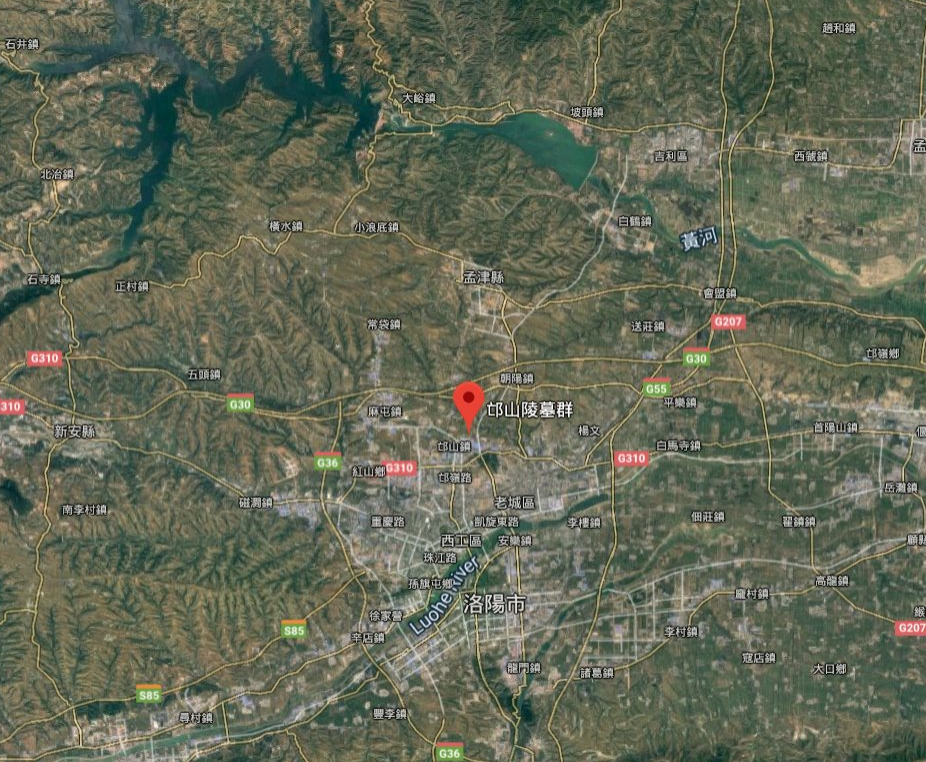 趙和鎮
石井鎮
大峪鎮
坡頭鎮
孟
吉利區
西虢鎮
北冶鎮
白鶴鎮
橫水鎮
小浪底鎮
黃河
孟津縣
石寺鎮
正村鎮
會盟鎮
常袋鎮
送莊鎮
G207
G310
G30
邙嶺鄉
五頭鎮
朝陽鎮
G55
G30
310
麻屯鎮
邙山陵墓群
平樂鎮
新安縣
楊文
首陽山鎮
偃
邙山鎮
白馬寺鎮
G36
紅山鄉
G310
G310
邙嶺路
岳灘鎮
磁澗鎮
老城區
南李村鎮
重慶路
凱旋東路
李樓鎮
佃莊鎮
翟鎮鎮
西工區
安樂鎮
顧縣
珠江路
孫旗屯鄉
高龍鎮
龐村鎮
Luohe River
洛陽市
徐家營
緱
S85
辛店鎮
李村鎮
G207
寇店鎮
龍門鎮
諸葛鎮
大口鄉
S85
尋村鎮
豐李鎮
G36